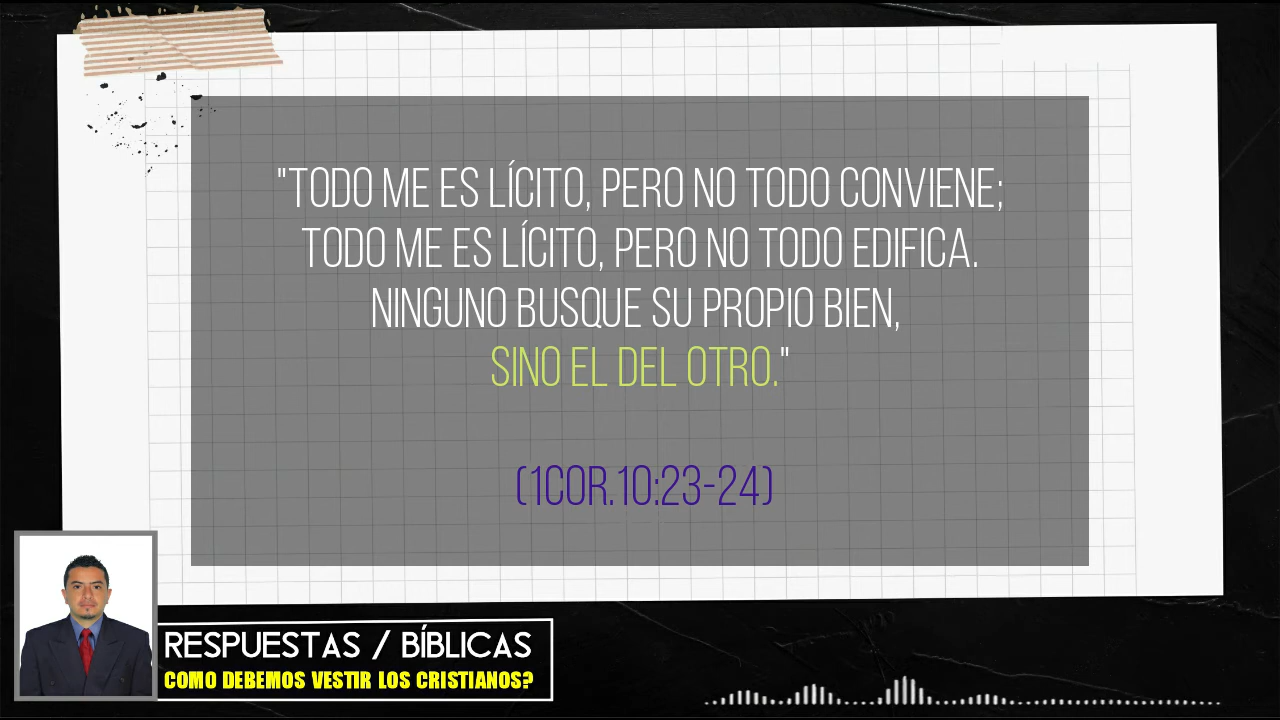 "TODO ME ES LÍCITO, PERO NO TODO CONVIENE;
TODO ME ES LÍCITO, PERO NO TODO EDIFICA.
NINGUNO BUSQUE SU PROPIO BIEN,
SINO EL DEL OTRO."
(1COR.10:23-24)
RESPUESTAS / BÍBLICAS
COMO DEBEMOS VESTIR LOS CRISTIANOS?